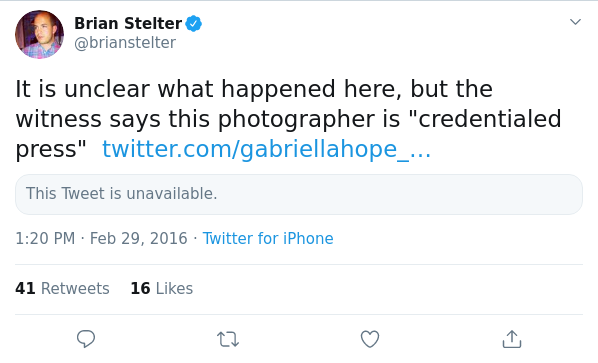 Brian Stelter
@brianstelter
It is unclear what happened here, but the
witness says this photographer is "credentialed
press" twitter.com/gabriellahope_...
This Tweet is unavailable.
1:20 PM · Feb 29, 2016 · Twitter for iPhone
41 Retweets 16 Likes